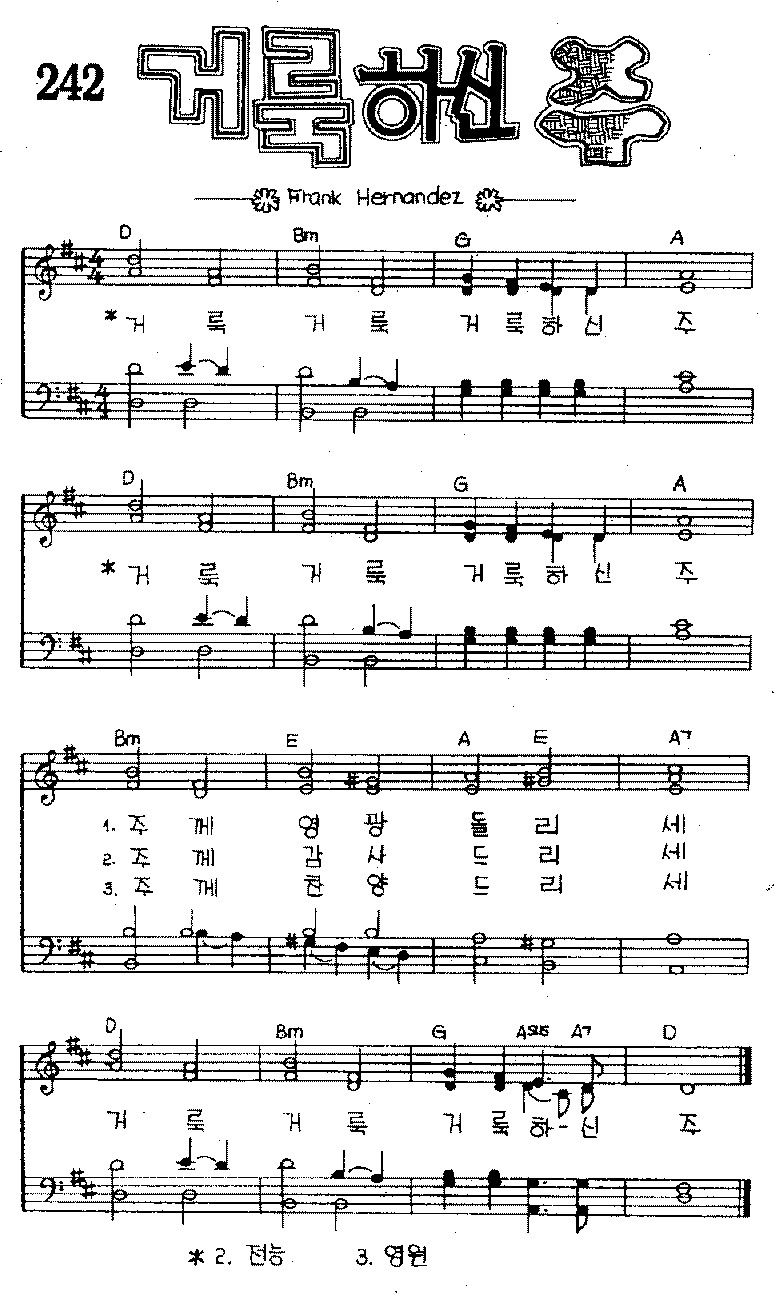 242 거룩하신 주
Frank Hernandez
D Bm G A
* 거 룩 거 룩 거 룩 하 신 주
D Bm G A
* 거 룩 거 룩 거 룩 하 신 주
Bm E A E A7
1. 주 께 영 광 돌 리 세
2. 주 께 감 사 드 리 세
3. 주 께 찬 양 드 리 세
D Bm G Asus A7 D
거 룩 거 룩 거 룩 하 - 신 주
* 2. 전능 3. 영원